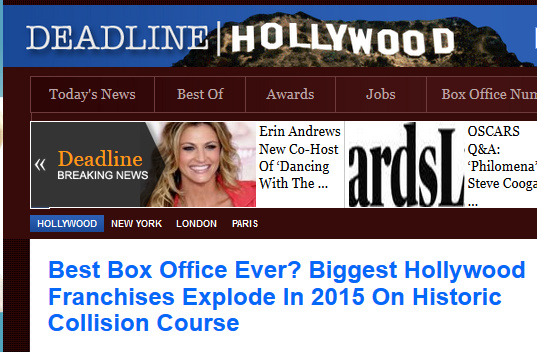 DEADLINE|HOLLYWOOD
Today's News
Best Of
Awards
Jobs
Box Office Num
«
Deadline
BREAKING NEWS
Erin Andrews
New Co-Host
Of ‘Dancing
With The ...
ardsL
OSCARS
Q&A:
‘Philomena’
Steve Cooga
...
HOLLYWOOD
NEW YORK
LONDON
PARIS
Best Box Office Ever? Biggest Hollywood
Franchises Explode In 2015 On Historic
Collision Course